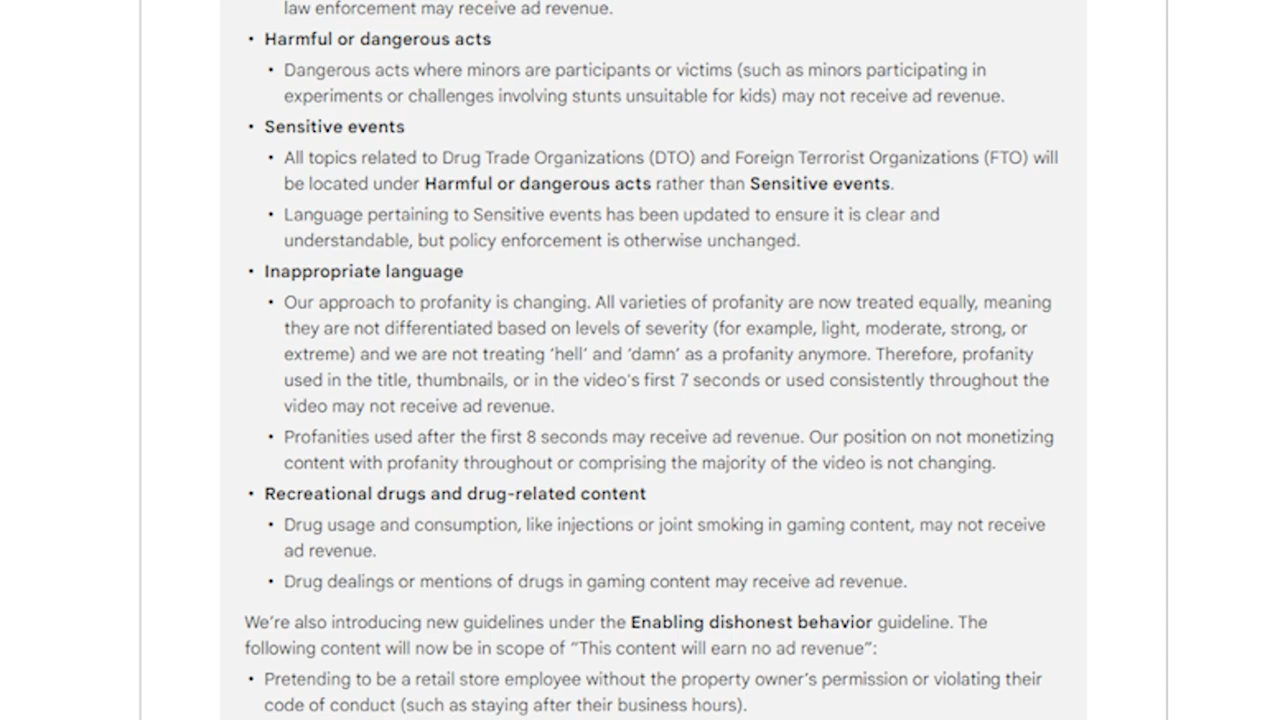 law enforcement may receive ad revenue.
• Harmful or dangerous acts
• Dangerous acts where minors are participants or victims (such as minors participating in
experiments or challenges involving stunts unsuitable for kids) may not receive ad revenue.
• Sensitive events
• All topics related to Drug Trade Organizations (DTO) and Foreign Terrorist Organizations (FTO) will
be located under Harmful or dangerous acts rather than Sensitive events.
• Language pertaining to Sensitive events has been updated to ensure it is clear and
understandable, but policy enforcement is otherwise unchanged.
• Inappropriate language
• Our approach to profanity is changing. All varieties of profanity are now treated equally, meaning
they are not differentiated based on levels of severity (for example, light, moderate, strong, or
extreme) and we are not treating ‘hell’ and ‘damn’ as a profanity anymore. Therefore, profanity
used in the title, thumbnails, or in the video's first 7 seconds or used consistently throughout the
video may not receive ad revenue.
• Profanities used after the first 8 seconds may receive ad revenue. Our position on not monetizing
content with profanity throughout or comprising the majority of the video is not changing.
• Recreational drugs and drug-related content
• Drug usage and consumption, like injections or joint smoking in gaming content, may not receive
ad revenue.
• Drug dealings or mentions of drugs in gaming content may receive ad revenue.
We’re also introducing new guidelines under the Enabling dishonest behavior guideline. The
following content will now be in scope of “This content will earn no ad revenue”:
• Pretending to be a retail store employee without the property owner’s permission or violating their
code of conduct (such as staying after their business hours).